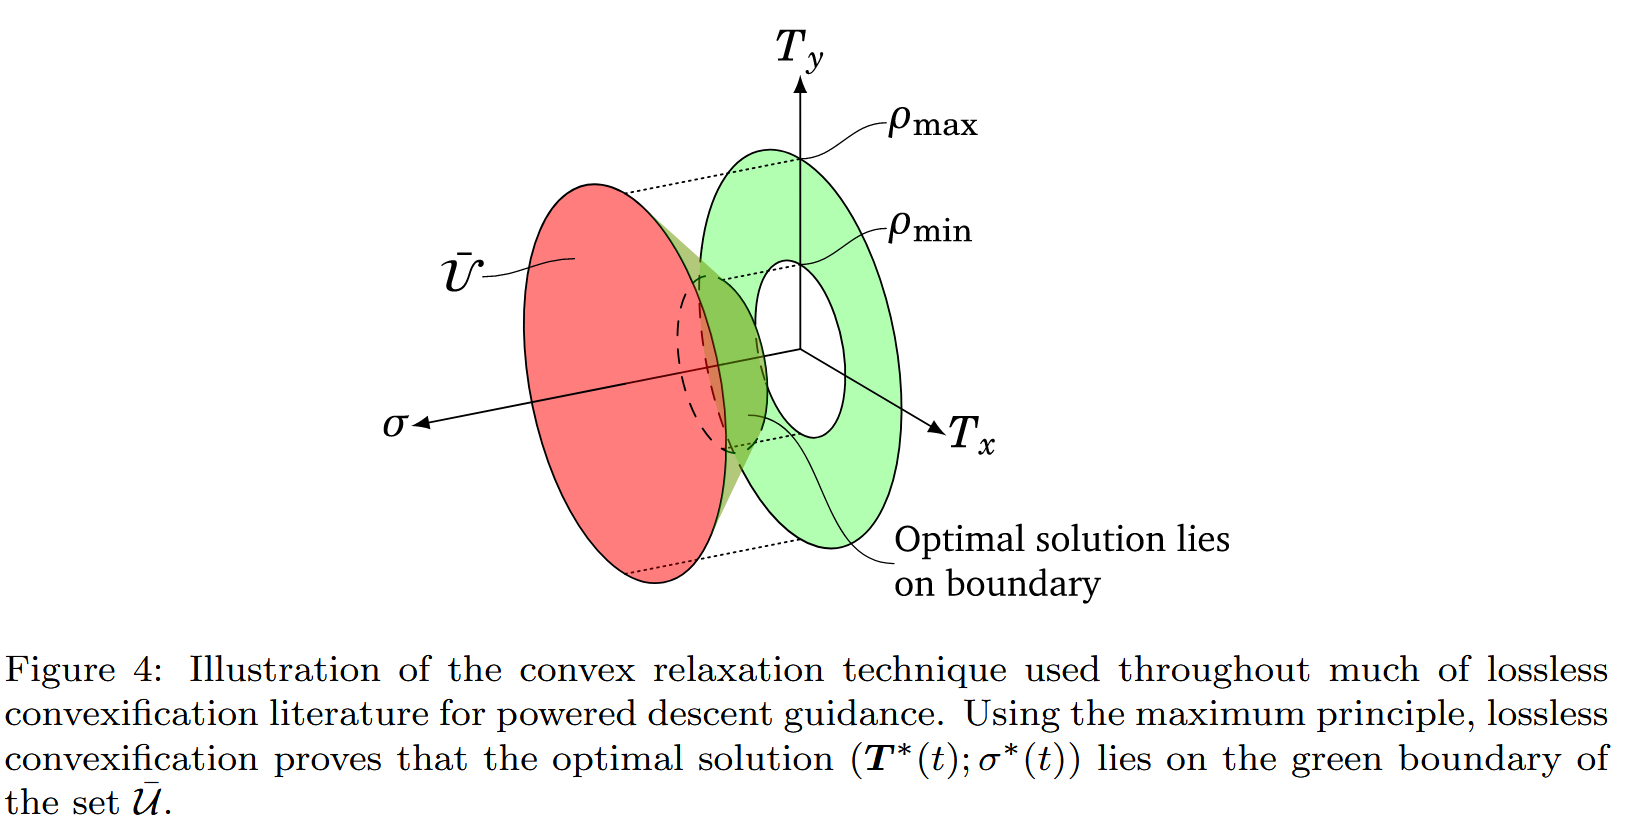 T_y
ρ_max
ρ_min
𝒰̄
σ
T_x
Optimal solution lies
on boundary
Figure 4: Illustration of the convex relaxation technique used throughout much of lossless
convexification literature for powered descent guidance. Using the maximum principle, lossless
convexification proves that the optimal solution (𝑻*(t); σ*(t)) lies on the green boundary of
the set 𝒰̄.